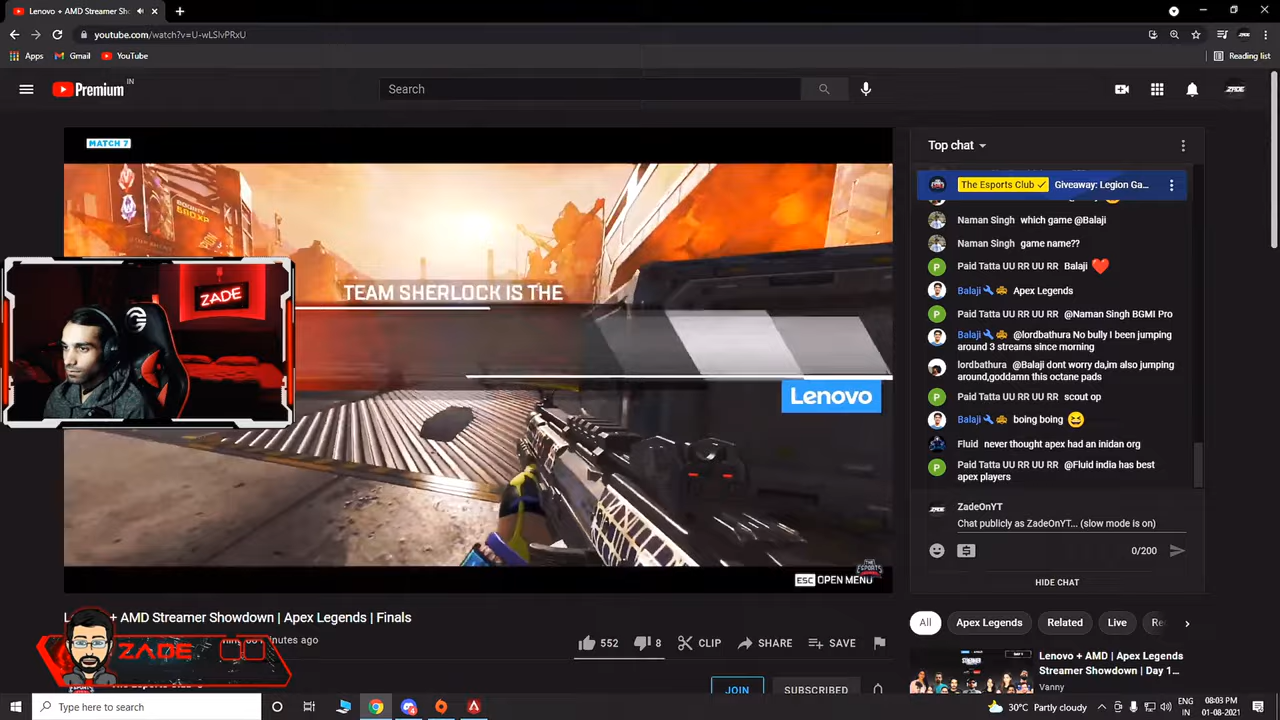 Lenovo + AMD Streamer Sh
youtube.com/watch?v=U-wLSlvPRxU
Apps Gmail YouTube Reading list
Premium IN
Search
ZADE
MATCH 7
BOUNTY
TEAM SHERLOCK IS THE
ZADE
Lenovo
ESC OPEN MENU
THE ESPORTS
Top chat
The Esports Club Giveaway: Legion Ga...
Naman Singh which game @Balaji
Naman Singh game name??
P Paid Tatta UU RR UU RR Balaji
Balaji Apex Legends
P Paid Tatta UU RR UU RR @Naman Singh BGMI Pro
Balaji @lordbathura No bully I been jumping
around 3 streams since morning
lordbathura @Balaji dont worry da,im also jumping
around,goddamn this octane pads
P Paid Tatta UU RR UU RR scout op
Balaji boing boing
Fluid never thought apex had an inidan org
P Paid Tatta UU RR UU RR @Fluid india has best
apex players
ZadeOnYT
Chat publicly as ZadeOnYT... (slow mode is on)
0/200
HIDE CHAT
+ AMD Streamer Showdown | Apex Legends | Finals
nutes ago
552 8 CLIP SHARE SAVE
ZADE
JOIN SUBSCRIBED
All Apex Legends Related Live Re
Lenovo + AMD | Apex Legends
Streamer Showdown | Day 1...
Vanny
Type here to search
30°C Partly cloudy
ENG
IN
08:03 PM
01-08-2021